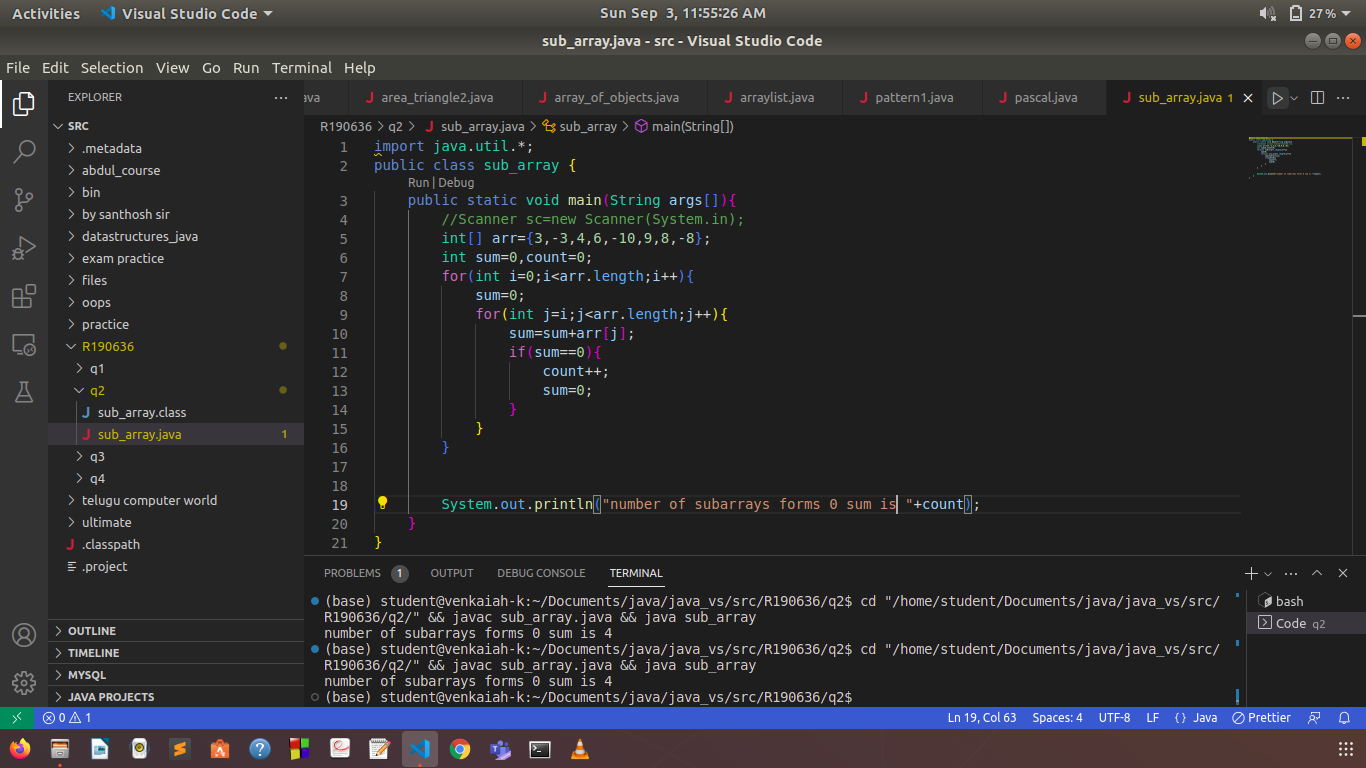 Activities Visual Studio Code Sun Sep 3, 11:55:26 AM 27%
sub_array.java - src - Visual Studio Code
File Edit Selection View Go Run Terminal Help
EXPLORER ava area_triangle2.java array_of_objects.java arraylist.java pattern1.java pascal.java sub_array.java 1
SRC
.metadata
abdul_course
bin
by santhosh sir
datastructures_java
exam practice
files
oops
practice
R190636
q1
q2
sub_array.class
sub_array.java 1
q3
q4
telugu computer world
ultimate
.classpath
.project
OUTLINE
TIMELINE
MYSQL
JAVA PROJECTS
R190636 > q2 > sub_array.java > sub_array > main(String[])
1 import java.util.*;
2 public class sub_array {
Run | Debug
3 public static void main(String args[]){
4 //Scanner sc=new Scanner(System.in);
5 int[] arr={3,-3,4,6,-10,9,8,-8};
6 int sum=0,count=0;
7 for(int i=0;i<arr.length;i++){
8 sum=0;
9 for(int j=i;j<arr.length;j++){
10 sum=sum+arr[j];
11 if(sum==0){
12 count++;
13 sum=0;
14 }
15 }
16 }
17
18
19 System.out.println("number of subarrays forms 0 sum is "+count);
20 }
21 }
PROBLEMS 1 OUTPUT DEBUG CONSOLE TERMINAL
(base) student@venkaiah-k:~/Documents/java/java_vs/src/R190636/q2$ cd "/home/student/Documents/java/java_vs/src/
R190636/q2/" && javac sub_array.java && java sub_array
number of subarrays forms 0 sum is 4
(base) student@venkaiah-k:~/Documents/java/java_vs/src/R190636/q2$ cd "/home/student/Documents/java/java_vs/src/
R190636/q2/" && javac sub_array.java && java sub_array
number of subarrays forms 0 sum is 4
(base) student@venkaiah-k:~/Documents/java/java_vs/src/R190636/q2$
bash
Code q2
0 1 Ln 19, Col 63 Spaces: 4 UTF-8 LF {} Java Prettier